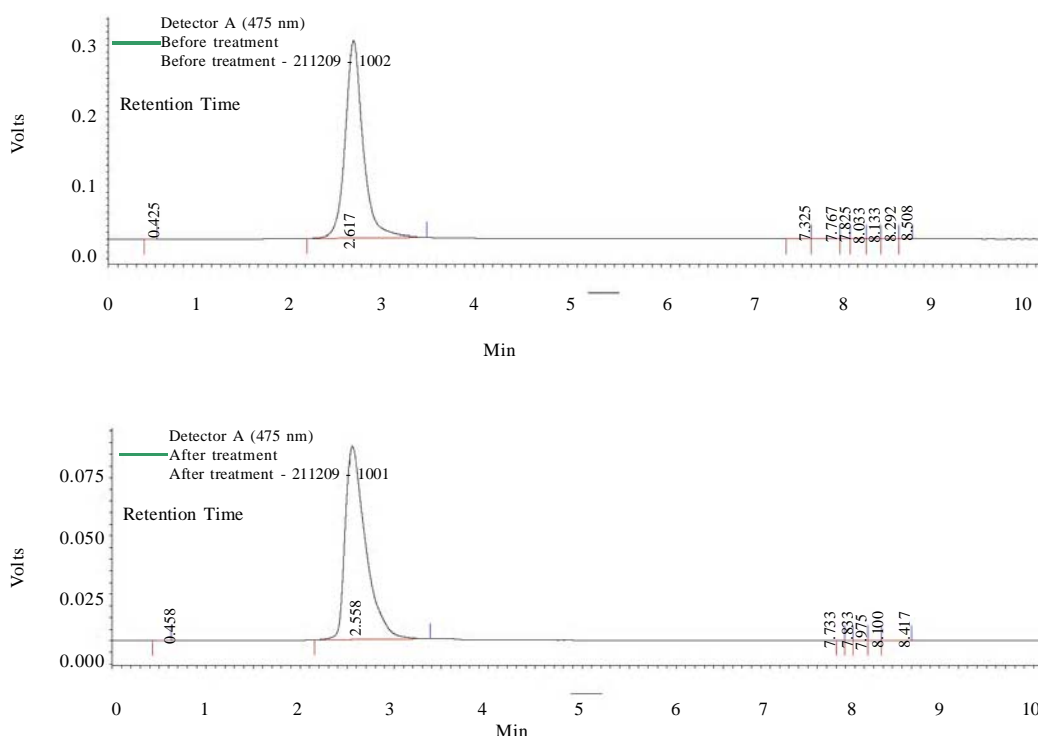 Detector A (475 nm)
Before treatment
Before treatment - 211209 - 1002
Retention Time
Volts
0.3
0.2
0.1
0.0
0.425
2.617
7.325
7.767
7.825
8.033
8.133
8.292
8.508
0 1 2 3 4 5 6 7 8 9 10
Min
Detector A (475 nm)
After treatment
After treatment - 211209 - 1001
Retention Time
Volts
0.075
0.050
0.025
0.000
0.458
2.558
7.733
7.833
7.975
8.100
8.417
0 1 2 3 4 5 6 7 8 9 10
Min